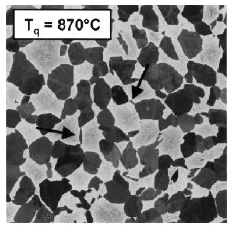 T_q = 870°C